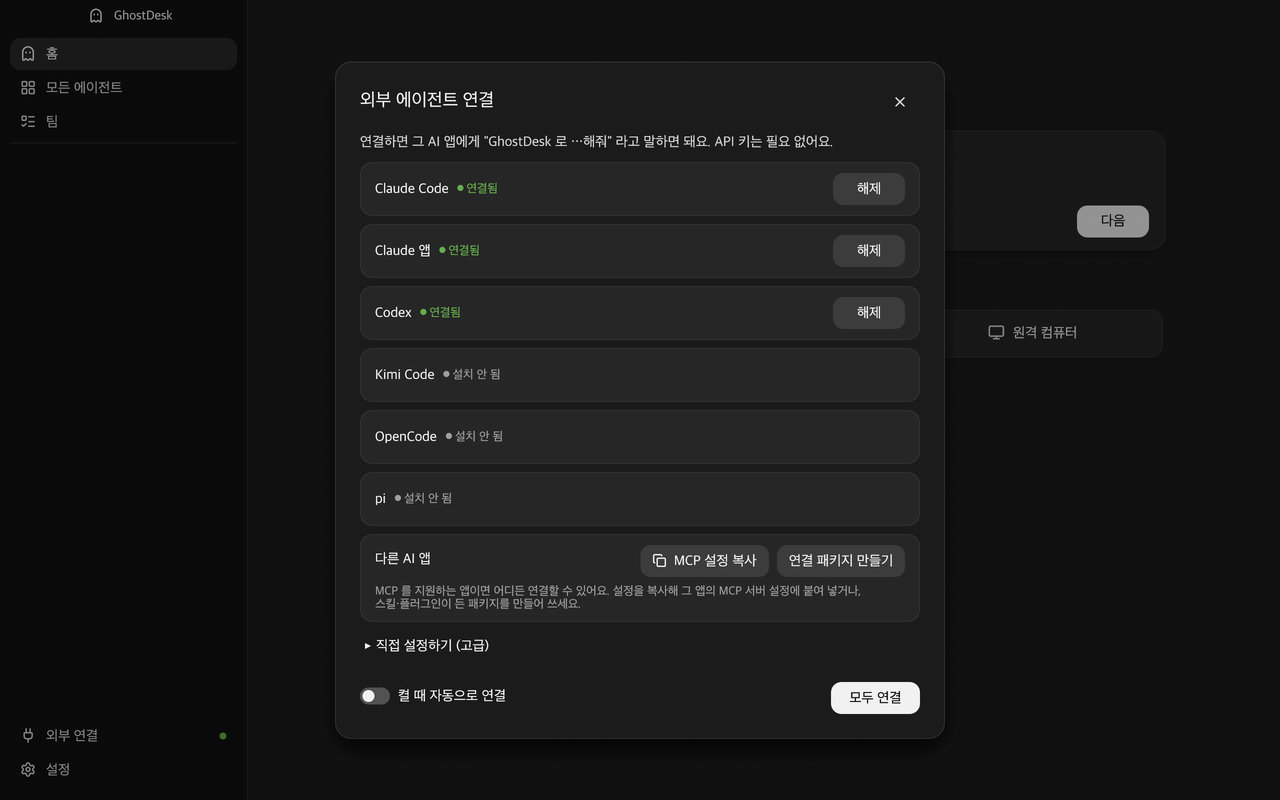 GhostDesk
홈
모든 에이전트
팀
외부 에이전트 연결
연결하면 그 AI 앱에게 "GhostDesk 로 …해줘" 라고 말하면 돼요. API 키는 필요 없어요.
Claude Code 연결됨 해제
Claude 앱 연결됨 해제
Codex 연결됨 해제
Kimi Code 설치 안 됨
OpenCode 설치 안 됨
pi 설치 안 됨
다른 AI 앱 MCP 설정 복사 연결 패키지 만들기
MCP 를 지원하는 앱이면 어디든 연결할 수 있어요. 설정을 복사해 그 앱의 MCP 서버 설정에 붙여 넣거나,
스킬·플러그인이 든 패키지를 만들어 쓰세요.
▸ 직접 설정하기 (고급)
켤 때 자동으로 연결 모두 연결
다음
원격 컴퓨터
외부 연결
설정